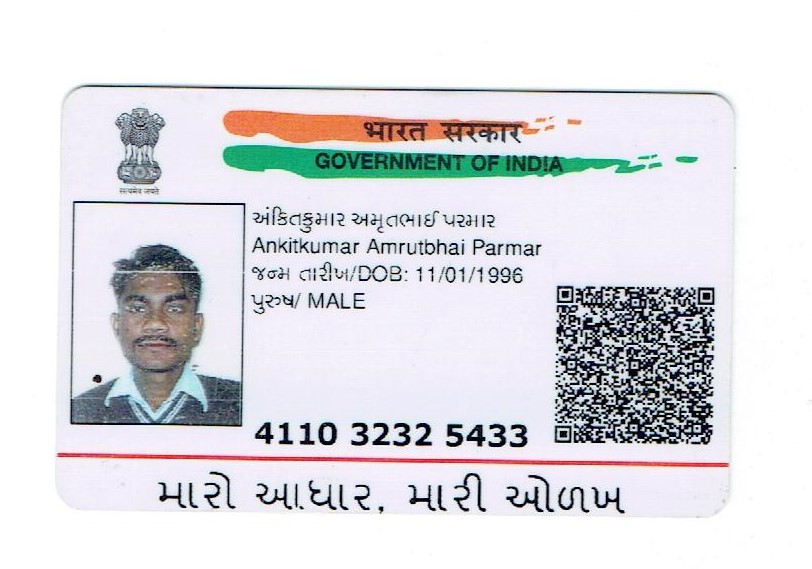 भारत सरकार
GOVERNMENT OF INDIA
सत्यमेव जयते
અંકિતકુમાર અમૃતભાઈ પરમાર
Ankitkumar Amrutbhai Parmar
જન્મ તારીખ/DOB: 11/01/1996
પુરુષ/ MALE
4110 3232 5433
મારો આધાર, મારી ઓળખ